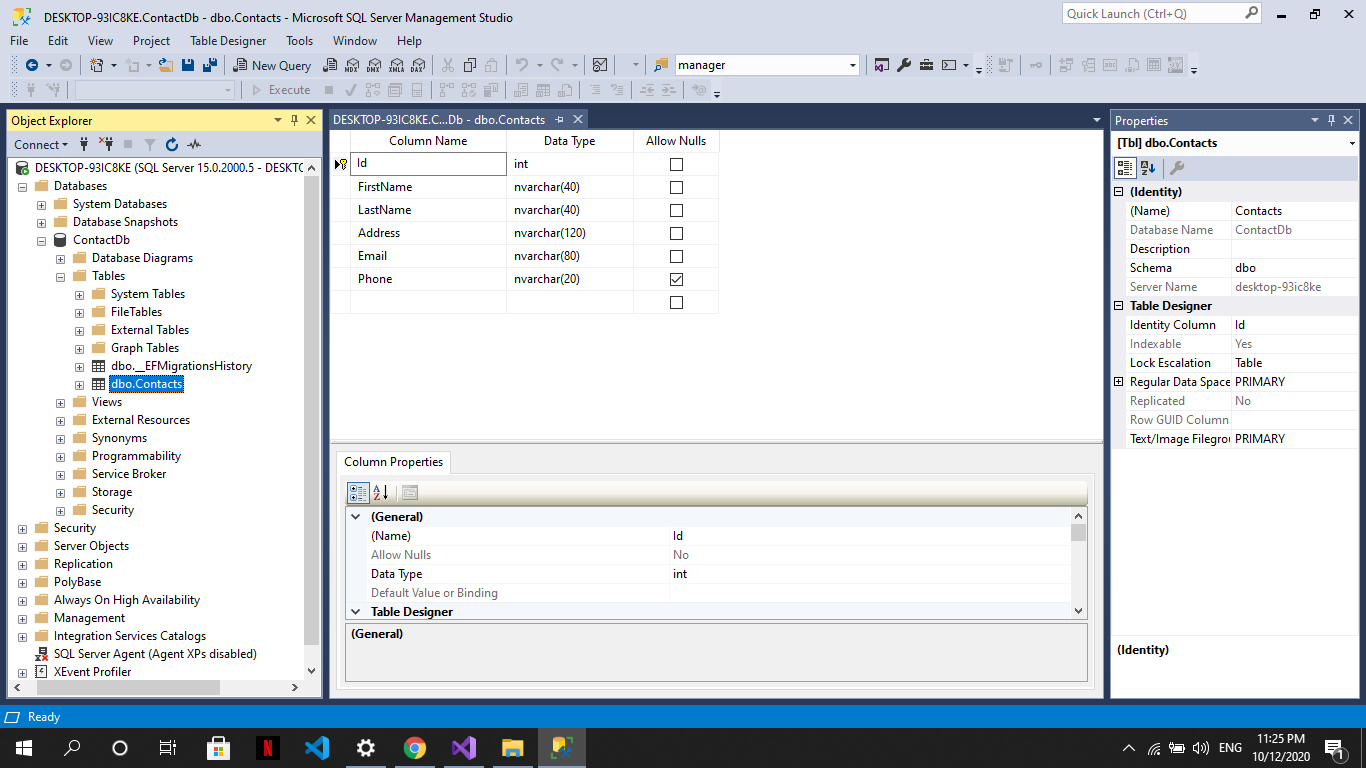 DESKTOP-93IC8KE.ContactDb - dbo.Contacts - Microsoft SQL Server Management Studio
Quick Launch (Ctrl+Q)
File Edit View Project Table Designer Tools Window Help
New Query MDX DMX XMLA DAX manager
Execute
Object Explorer
Connect
DESKTOP-93IC8KE (SQL Server 15.0.2000.5 - DESKTO
Databases
System Databases
Database Snapshots
ContactDb
Database Diagrams
Tables
System Tables
FileTables
External Tables
Graph Tables
dbo.__EFMigrationsHistory
dbo.Contacts
Views
External Resources
Synonyms
Programmability
Service Broker
Storage
Security
Security
Server Objects
Replication
PolyBase
Always On High Availability
Management
Integration Services Catalogs
SQL Server Agent (Agent XPs disabled)
XEvent Profiler
DESKTOP-93IC8KE.C...Db - dbo.Contacts
Column Name Data Type Allow Nulls
Id int
FirstName nvarchar(40)
LastName nvarchar(40)
Address nvarchar(120)
Email nvarchar(80)
Phone nvarchar(20)
Column Properties
(General)
(Name) Id
Allow Nulls No
Data Type int
Default Value or Binding
Table Designer
(General)
Properties
[Tbl] dbo.Contacts
(Identity)
(Name) Contacts
Database Name ContactDb
Description
Schema dbo
Server Name desktop-93ic8ke
Table Designer
Identity Column Id
Indexable Yes
Lock Escalation Table
Regular Data Space PRIMARY
Replicated No
Row GUID Column
Text/Image Filegrou PRIMARY
(Identity)
Ready
ENG
11:25 PM
10/12/2020
1